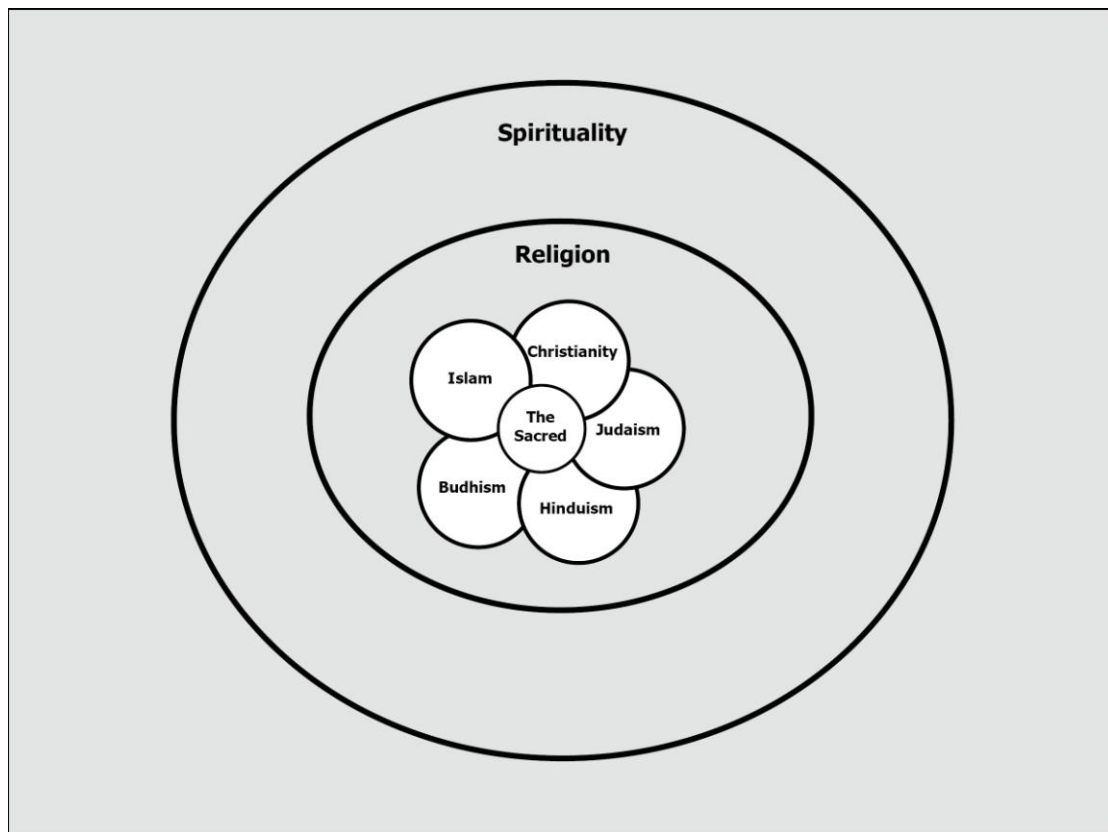 Spirituality
Religion
Christianity
Islam
The
Sacred
Judaism
Budhism
Hinduism